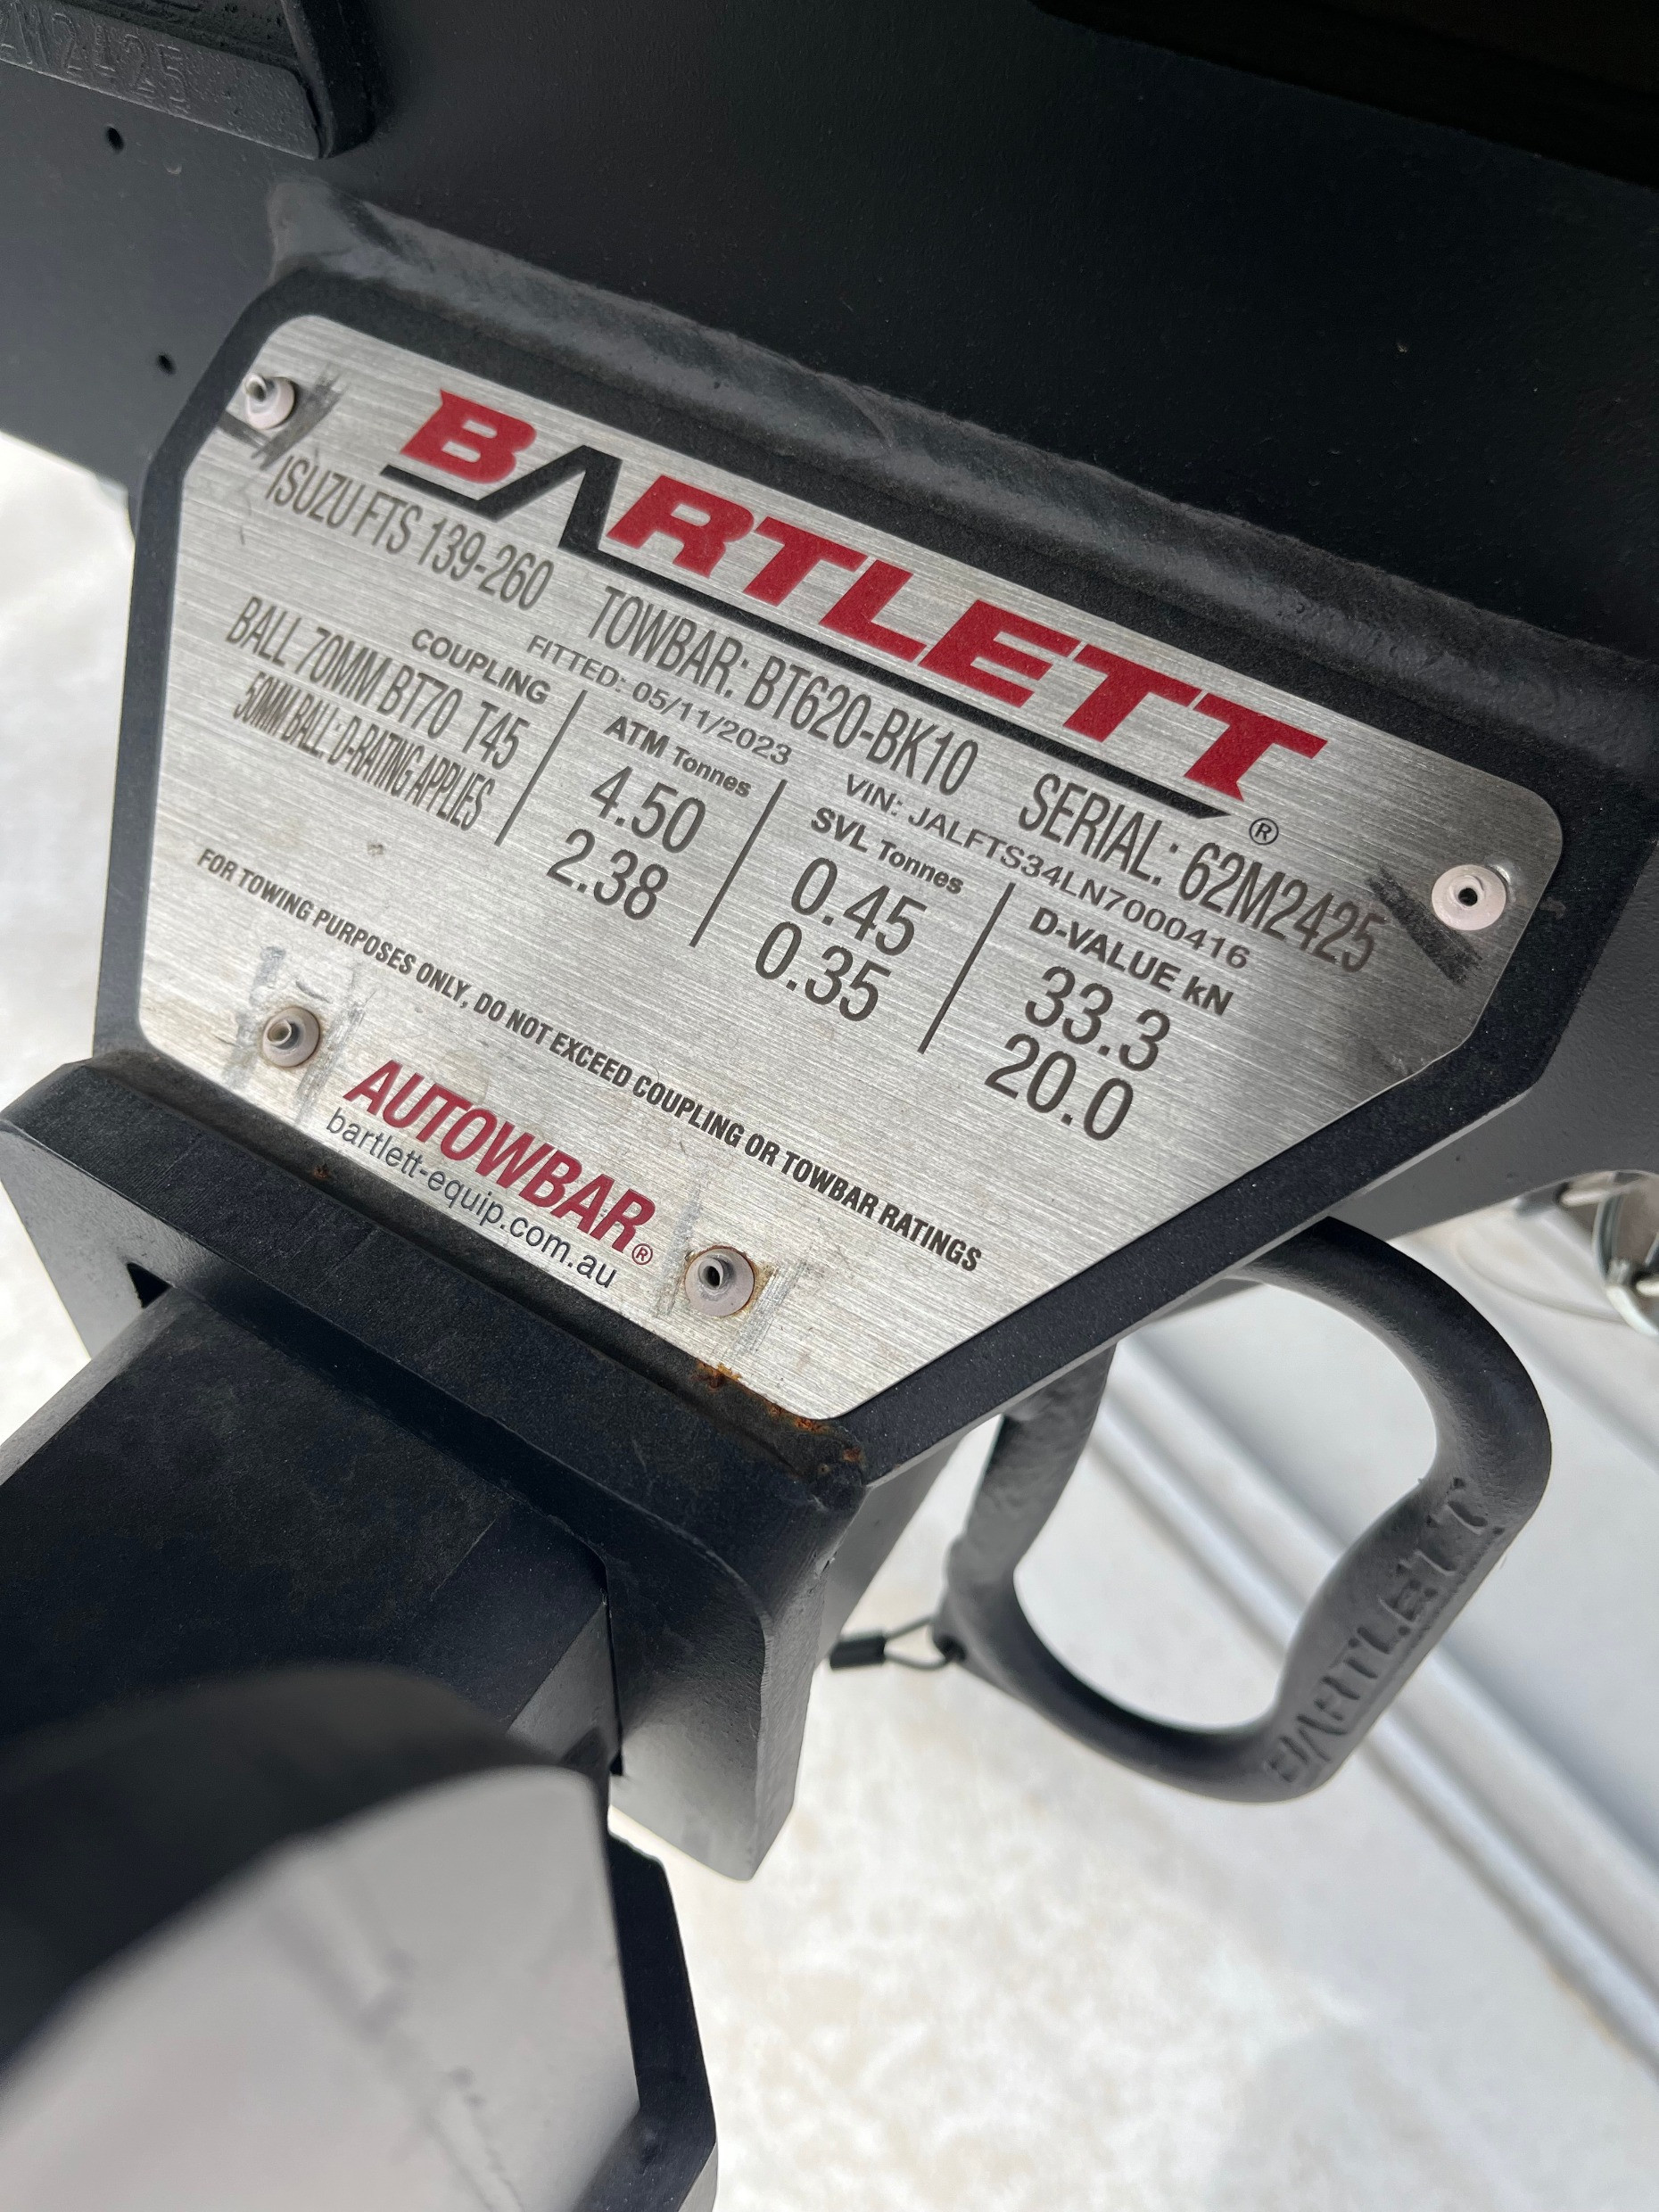 2M2425
BARTLETT®
ISUZU FTS 139-260 TOWBAR: BT620-BK10 SERIAL: 62M2425
FITTED: 05/11/2023 VIN: JALFTS34LN7000416
COUPLING ATM Tonnes SVL Tonnes D-VALUE kN
BALL 70MM BT70 T45 4.50 0.45 33.3
50MM BALL: D-RATING APPLIES 2.38 0.35 20.0
FOR TOWING PURPOSES ONLY, DO NOT EXCEED COUPLING OR TOWBAR RATINGS
AUTOWBAR®
bartlett-equip.com.au
BARTLETT